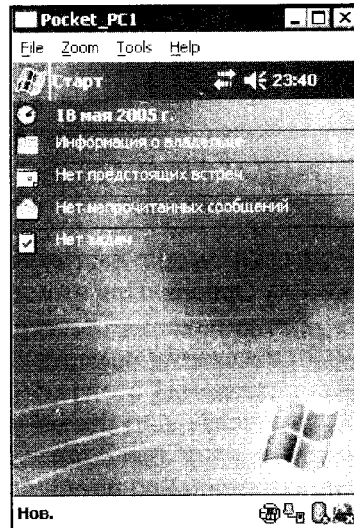 Pocket_PC1
File Zoom Tools Help
Старт 23:40
18 мая 2005 г.
Информация о владельце
Нет предстоящих встреч
Нет непрочитанных сообщений
Нет задач
Нов.